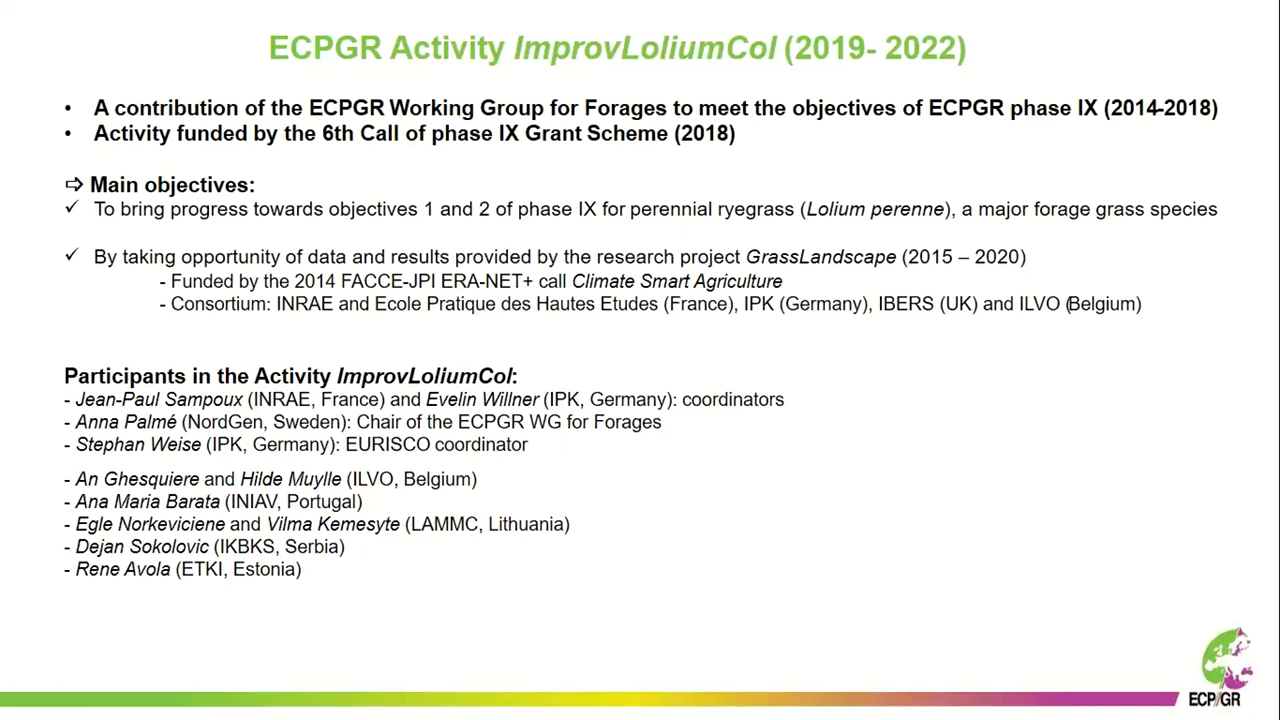 ECPGR Activity ImprovLoliumCol (2019- 2022)
• A contribution of the ECPGR Working Group for Forages to meet the objectives of ECPGR phase IX (2014-2018)
• Activity funded by the 6th Call of phase IX Grant Scheme (2018)
⇨ Main objectives:
✓ To bring progress towards objectives 1 and 2 of phase IX for perennial ryegrass (Lolium perenne), a major forage grass species
✓ By taking opportunity of data and results provided by the research project GrassLandscape (2015 – 2020)
- Funded by the 2014 FACCE-JPI ERA-NET+ call Climate Smart Agriculture
- Consortium: INRAE and Ecole Pratique des Hautes Etudes (France), IPK (Germany), IBERS (UK) and ILVO (Belgium)
Participants in the Activity ImprovLoliumCol:
- Jean-Paul Sampoux (INRAE, France) and Evelin Willner (IPK, Germany): coordinators
- Anna Palmé (NordGen, Sweden): Chair of the ECPGR WG for Forages
- Stephan Weise (IPK, Germany): EURISCO coordinator
- An Ghesquiere and Hilde Muylle (ILVO, Belgium)
- Ana Maria Barata (INIAV, Portugal)
- Egle Norkeviciene and Vilma Kemesyte (LAMMC, Lithuania)
- Dejan Sokolovic (IKBKS, Serbia)
- Rene Avola (ETKI, Estonia)
ECP/GR